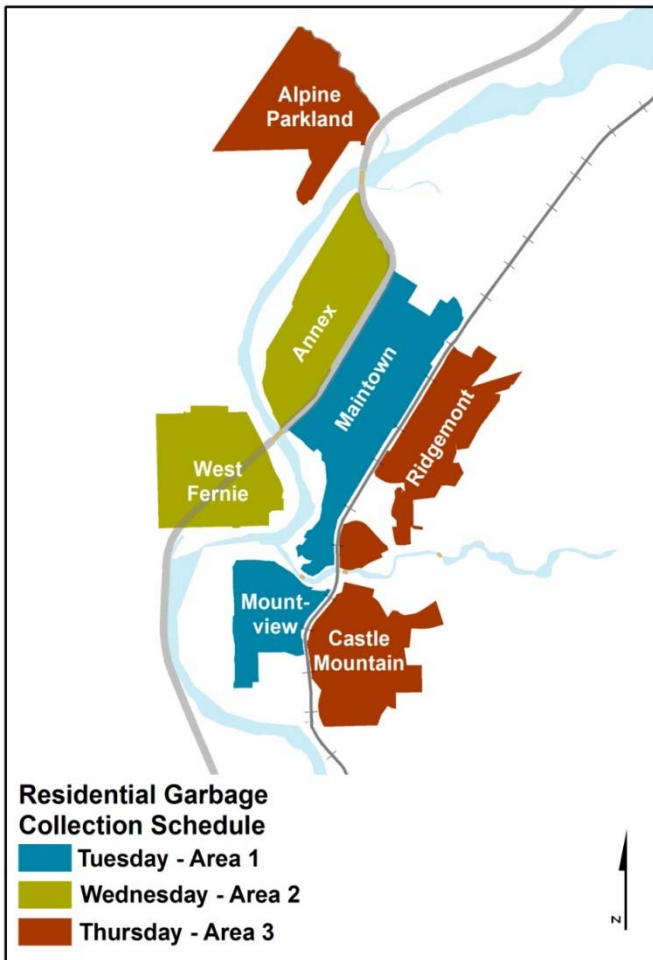 Alpine
Parkland
Annex
Maintown
Ridgemont
West
Fernie
Mount-
view
Castle
Mountain
Residential Garbage
Collection Schedule
Tuesday - Area 1
Wednesday - Area 2
Thursday - Area 3
N